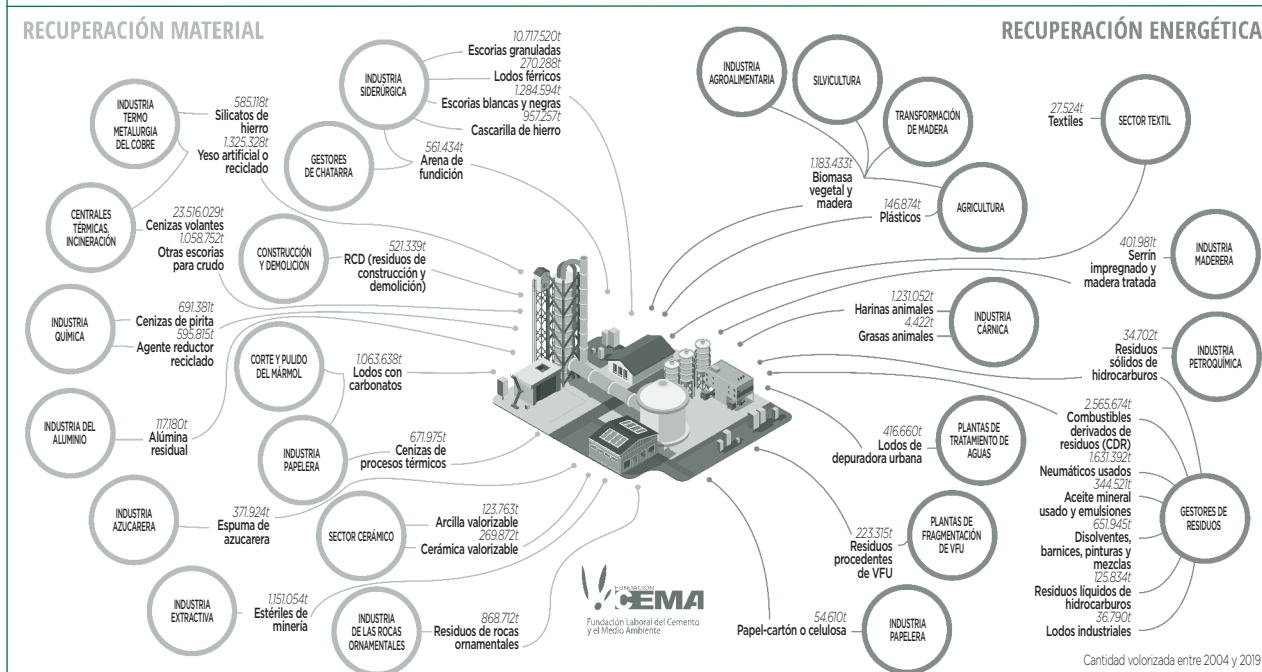 RECUPERACIÓN MATERIAL
RECUPERACIÓN ENERGÉTICA
INDUSTRIA
TERMO
METALURGIA
DEL COBRE
585.118t
Silicatos de
hierro
1.325.328t
Yeso artificial o
reciclado
INDUSTRIA
SIDERÚRGICA
10.717.520t
Escorias granuladas
270.288t
Lodos férricos
1.284.594t
Escorias blancas y negras
957.257t
Cascarilla de hierro
GESTORES
DE CHATARRA
561.434t
Arena de
fundición
CENTRALES
TÉRMICAS.
INCINERACIÓN
23.516.029t
Cenizas volantes
1.058.752t
Otras escorias
para crudo
CONSTRUCCIÓN
Y DEMOLICIÓN
521.339t
RCD (residuos de
construcción y
demolición)
INDUSTRIA
QUÍMICA
691.381t
Cenizas de pirita
595.815t
Agente reductor
reciclado
CORTE Y PULIDO
DEL MÁRMOL
1.063.638t
Lodos con
carbonatos
INDUSTRIA DEL
ALUMINIO
117.180t
Alúmina
residual
INDUSTRIA
PAPELERA
671.975t
Cenizas de
procesos térmicos
INDUSTRIA
AZUCARERA
371.924t
Espuma de
azucarera
SECTOR CERÁMICO
123.763t
Arcilla valorizable
269.872t
Cerámica valorizable
INDUSTRIA
EXTRACTIVA
1.151.054t
Estériles de
minería
INDUSTRIA
DE LAS ROCAS
ORNAMENTALES
868.712t
Residuos de rocas
ornamentales
FUNDACIÓN
CEMA
Fundación Laboral del Cemento
y el Medio Ambiente
INDUSTRIA
AGROALIMENTARIA
SILVICULTURA
TRANSFORMACIÓN
DE MADERA
AGRICULTURA
1.183.433t
Biomasa
vegetal y
madera
146.874t
Plásticos
27.524t
Textiles
SECTOR TEXTIL
401.981t
Serrín
impregnado y
madera tratada
INDUSTRIA
MADERERA
1.231.052t
Harinas animales
4.422t
Grasas animales
INDUSTRIA
CÁRNICA
34.702t
Residuos
sólidos de
hidrocarburos
INDUSTRIA
PETROQUÍMICA
416.660t
Lodos de
depuradora urbana
PLANTAS DE
TRATAMIENTO DE
AGUAS
2.565.674t
Combustibles
derivados de
residuos (CDR)
1.631.392t
Neumáticos usados
344.521t
Aceite mineral
usado y emulsiones
651.945t
Disolventes,
barnices, pinturas y
mezclas
125.834t
Residuos líquidos de
hidrocarburos
36.790t
Lodos industriales
GESTORES DE
RESIDUOS
223.315t
Residuos
procedentes
de VFU
PLANTAS DE
FRAGMENTACIÓN
DE VFU
54.610t
Papel-cartón o celulosa
INDUSTRIA
PAPELERA
Cantidad valorizada entre 2004 y 2019